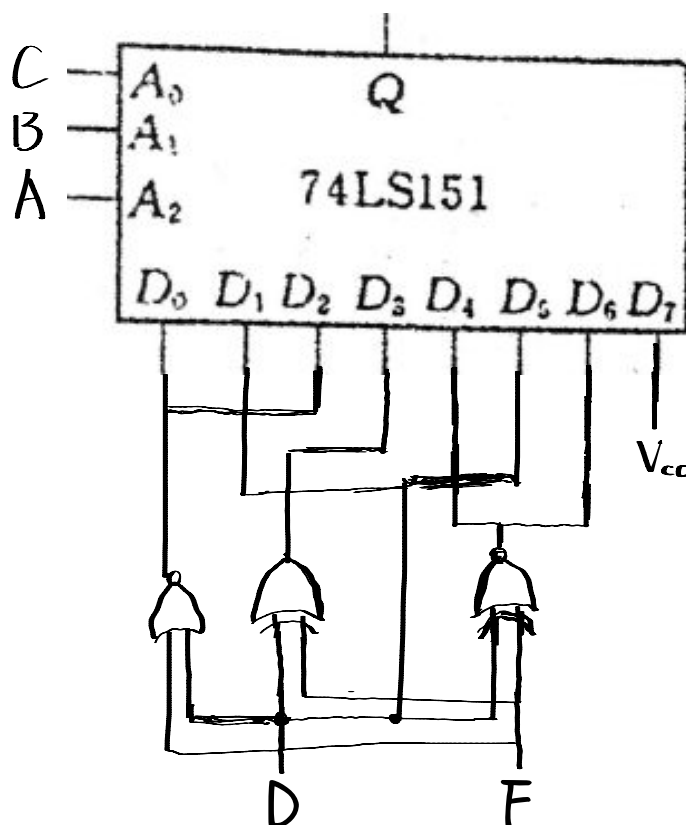 C A₀ Q
B A₁
A A₂ 74LS151
D₀ D₁ D₂ D₃ D₄ D₅ D₆ D₇
Vcc
D F